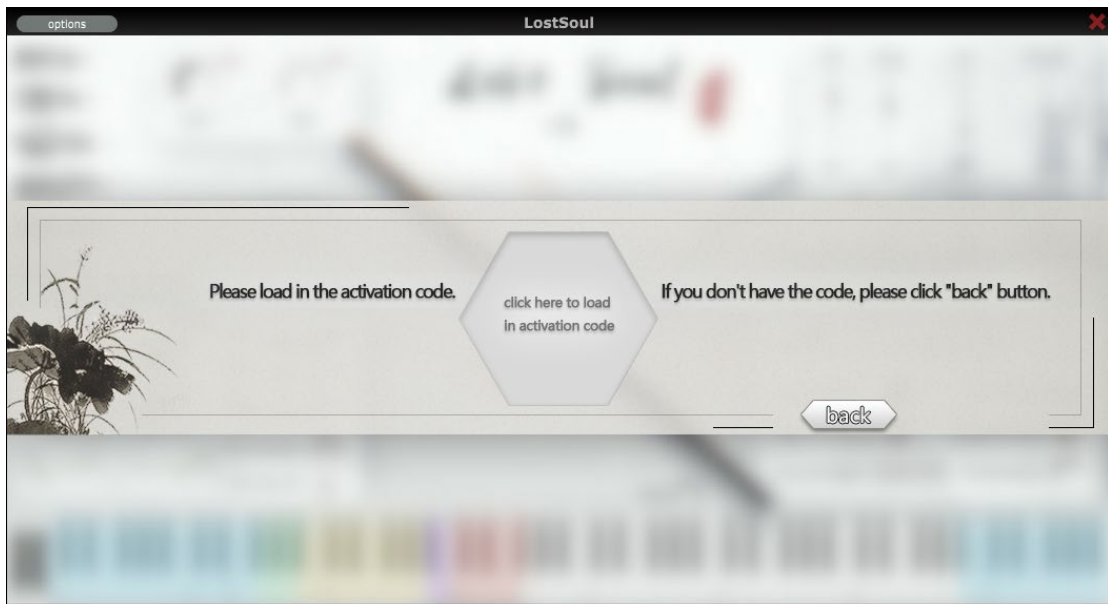 options
LostSoul
Please load in the activation code.
click here to load
in activation code
If you don't have the code, please click "back" button.
back